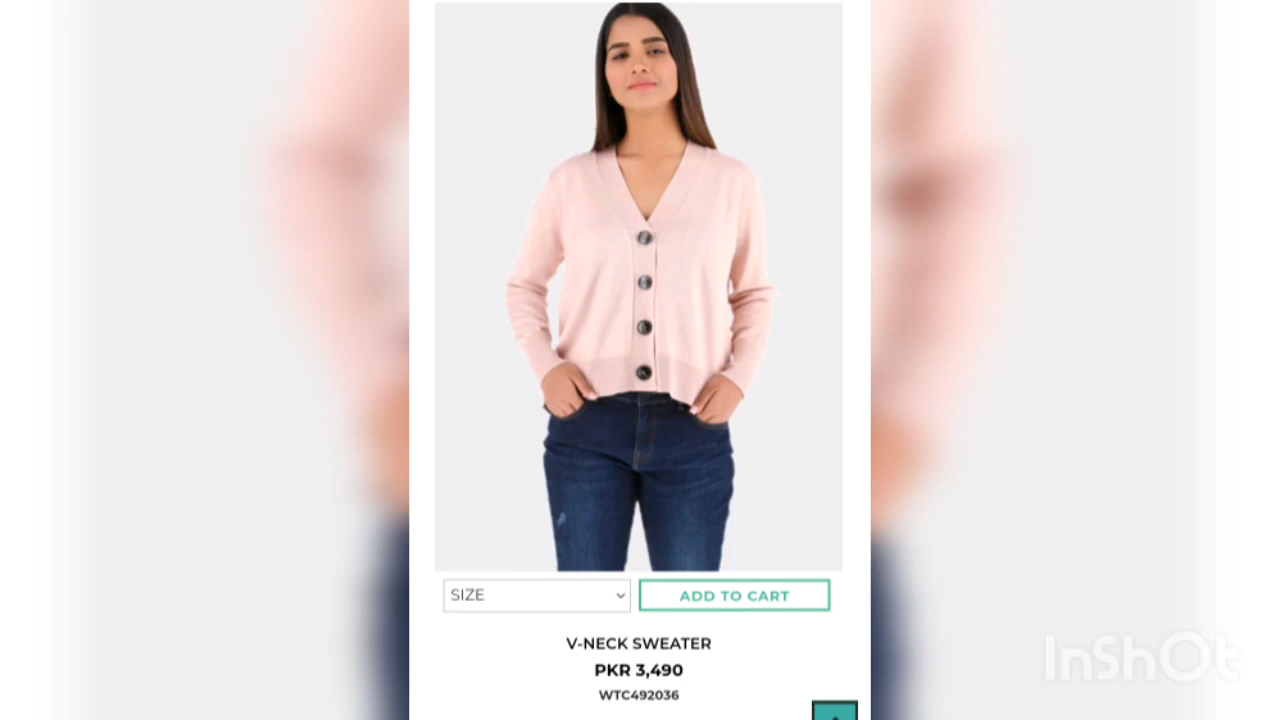 SIZE
ADD TO CART
V-NECK SWEATER
PKR 3,490
WTC492036
InShOt